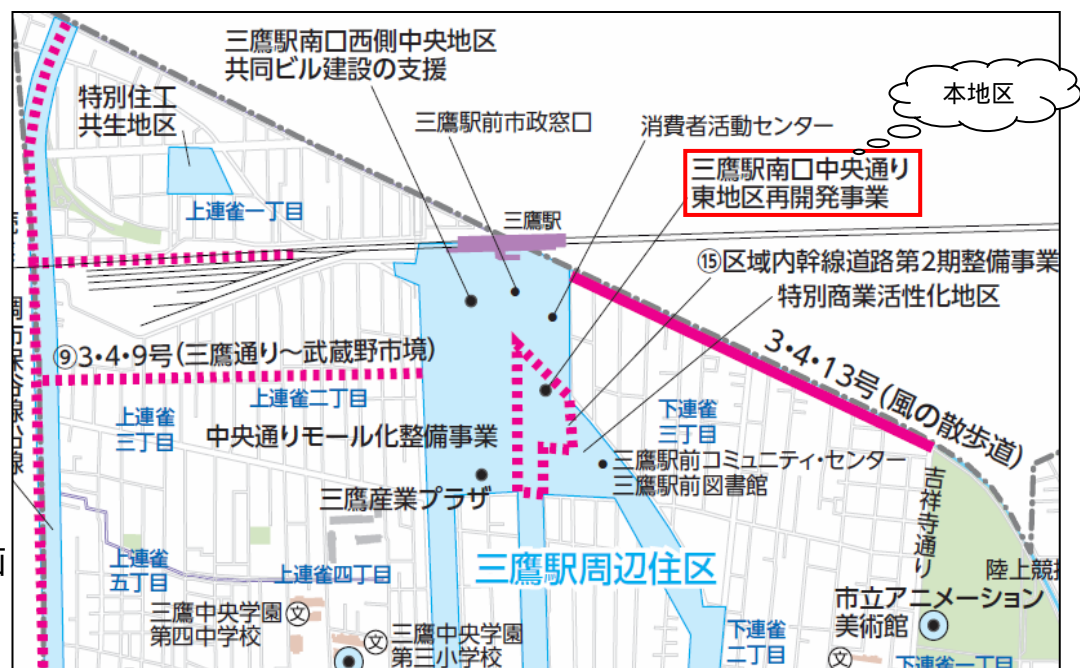 三鷹駅南口西側中央地区
共同ビル建設の支援
本地区
特別住工
共生地区
三鷹駅前市政窓口
消費者活動センター
三鷹駅南口中央通り
東地区再開発事業
上連雀一丁目
三鷹駅
⑮区域内幹線道路第2期整備事業
特別商業活性化地区
⑨3・4・9号(三鷹通り~武蔵野市境)
3・4・13号(風の散歩道)
上連雀二丁目
上連雀
三丁目
下連雀
三丁目
中央通りモール化整備事業
三鷹駅前コミュニティ・センター
三鷹駅前図書館
三鷹産業プラザ
吉祥寺通り
三鷹駅周辺住区
上連雀
五丁目
上連雀四丁目
陸上競技
市立アニメーション
美術館
三鷹中央学園
第四中学校
文
文
三鷹中央学園
第三小学校
下連雀
二丁目
文
下連雀一丁目